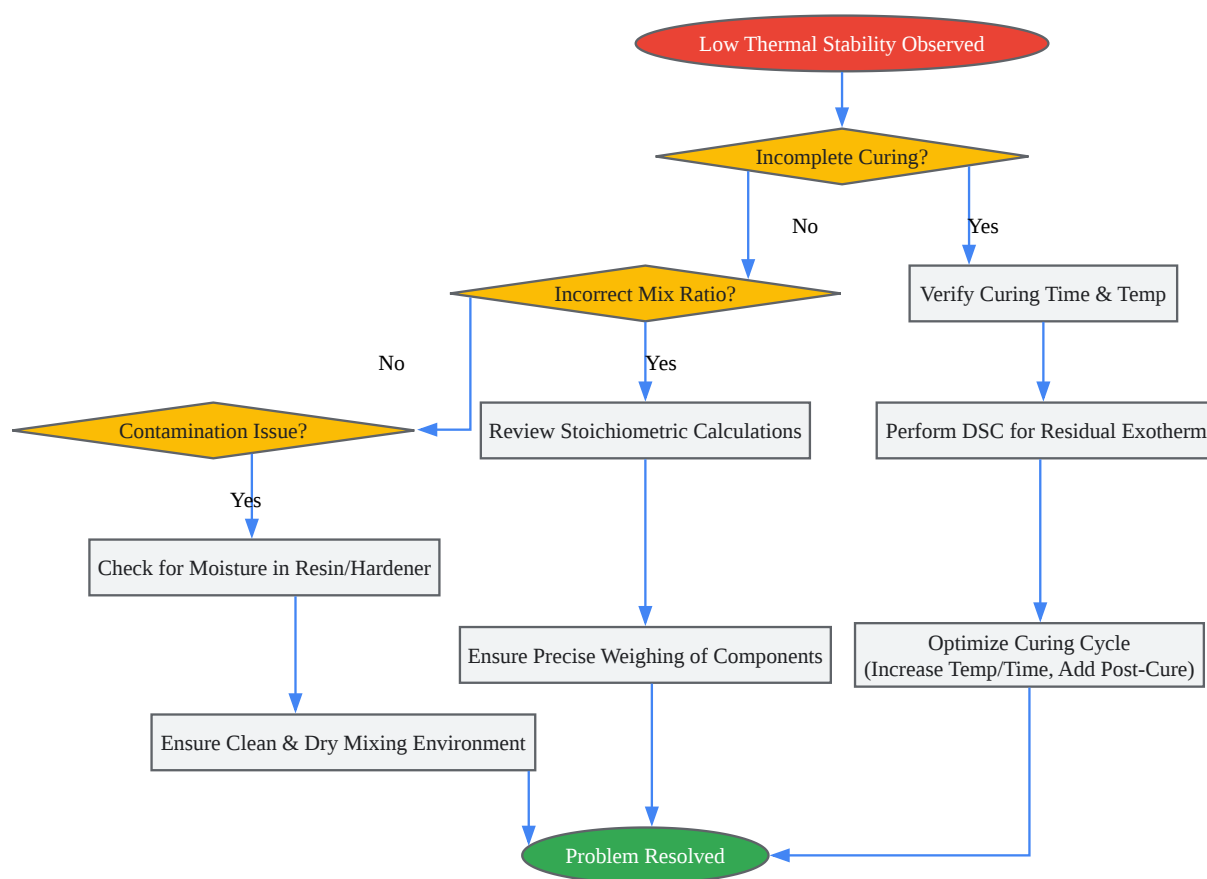 Low Thermal Stability Observed
Incomplete Curing?
No
Yes
Incorrect Mix Ratio?
Verify Curing Time & Temp
No
Yes
Contamination Issue?
Review Stoichiometric Calculations
Perform DSC for Residual Exotherm
Yes
Check for Moisture in Resin/Hardener
Ensure Precise Weighing of Components
Optimize Curing Cycle
(Increase Temp/Time, Add Post-Cure)
Ensure Clean & Dry Mixing Environment
Problem Resolved